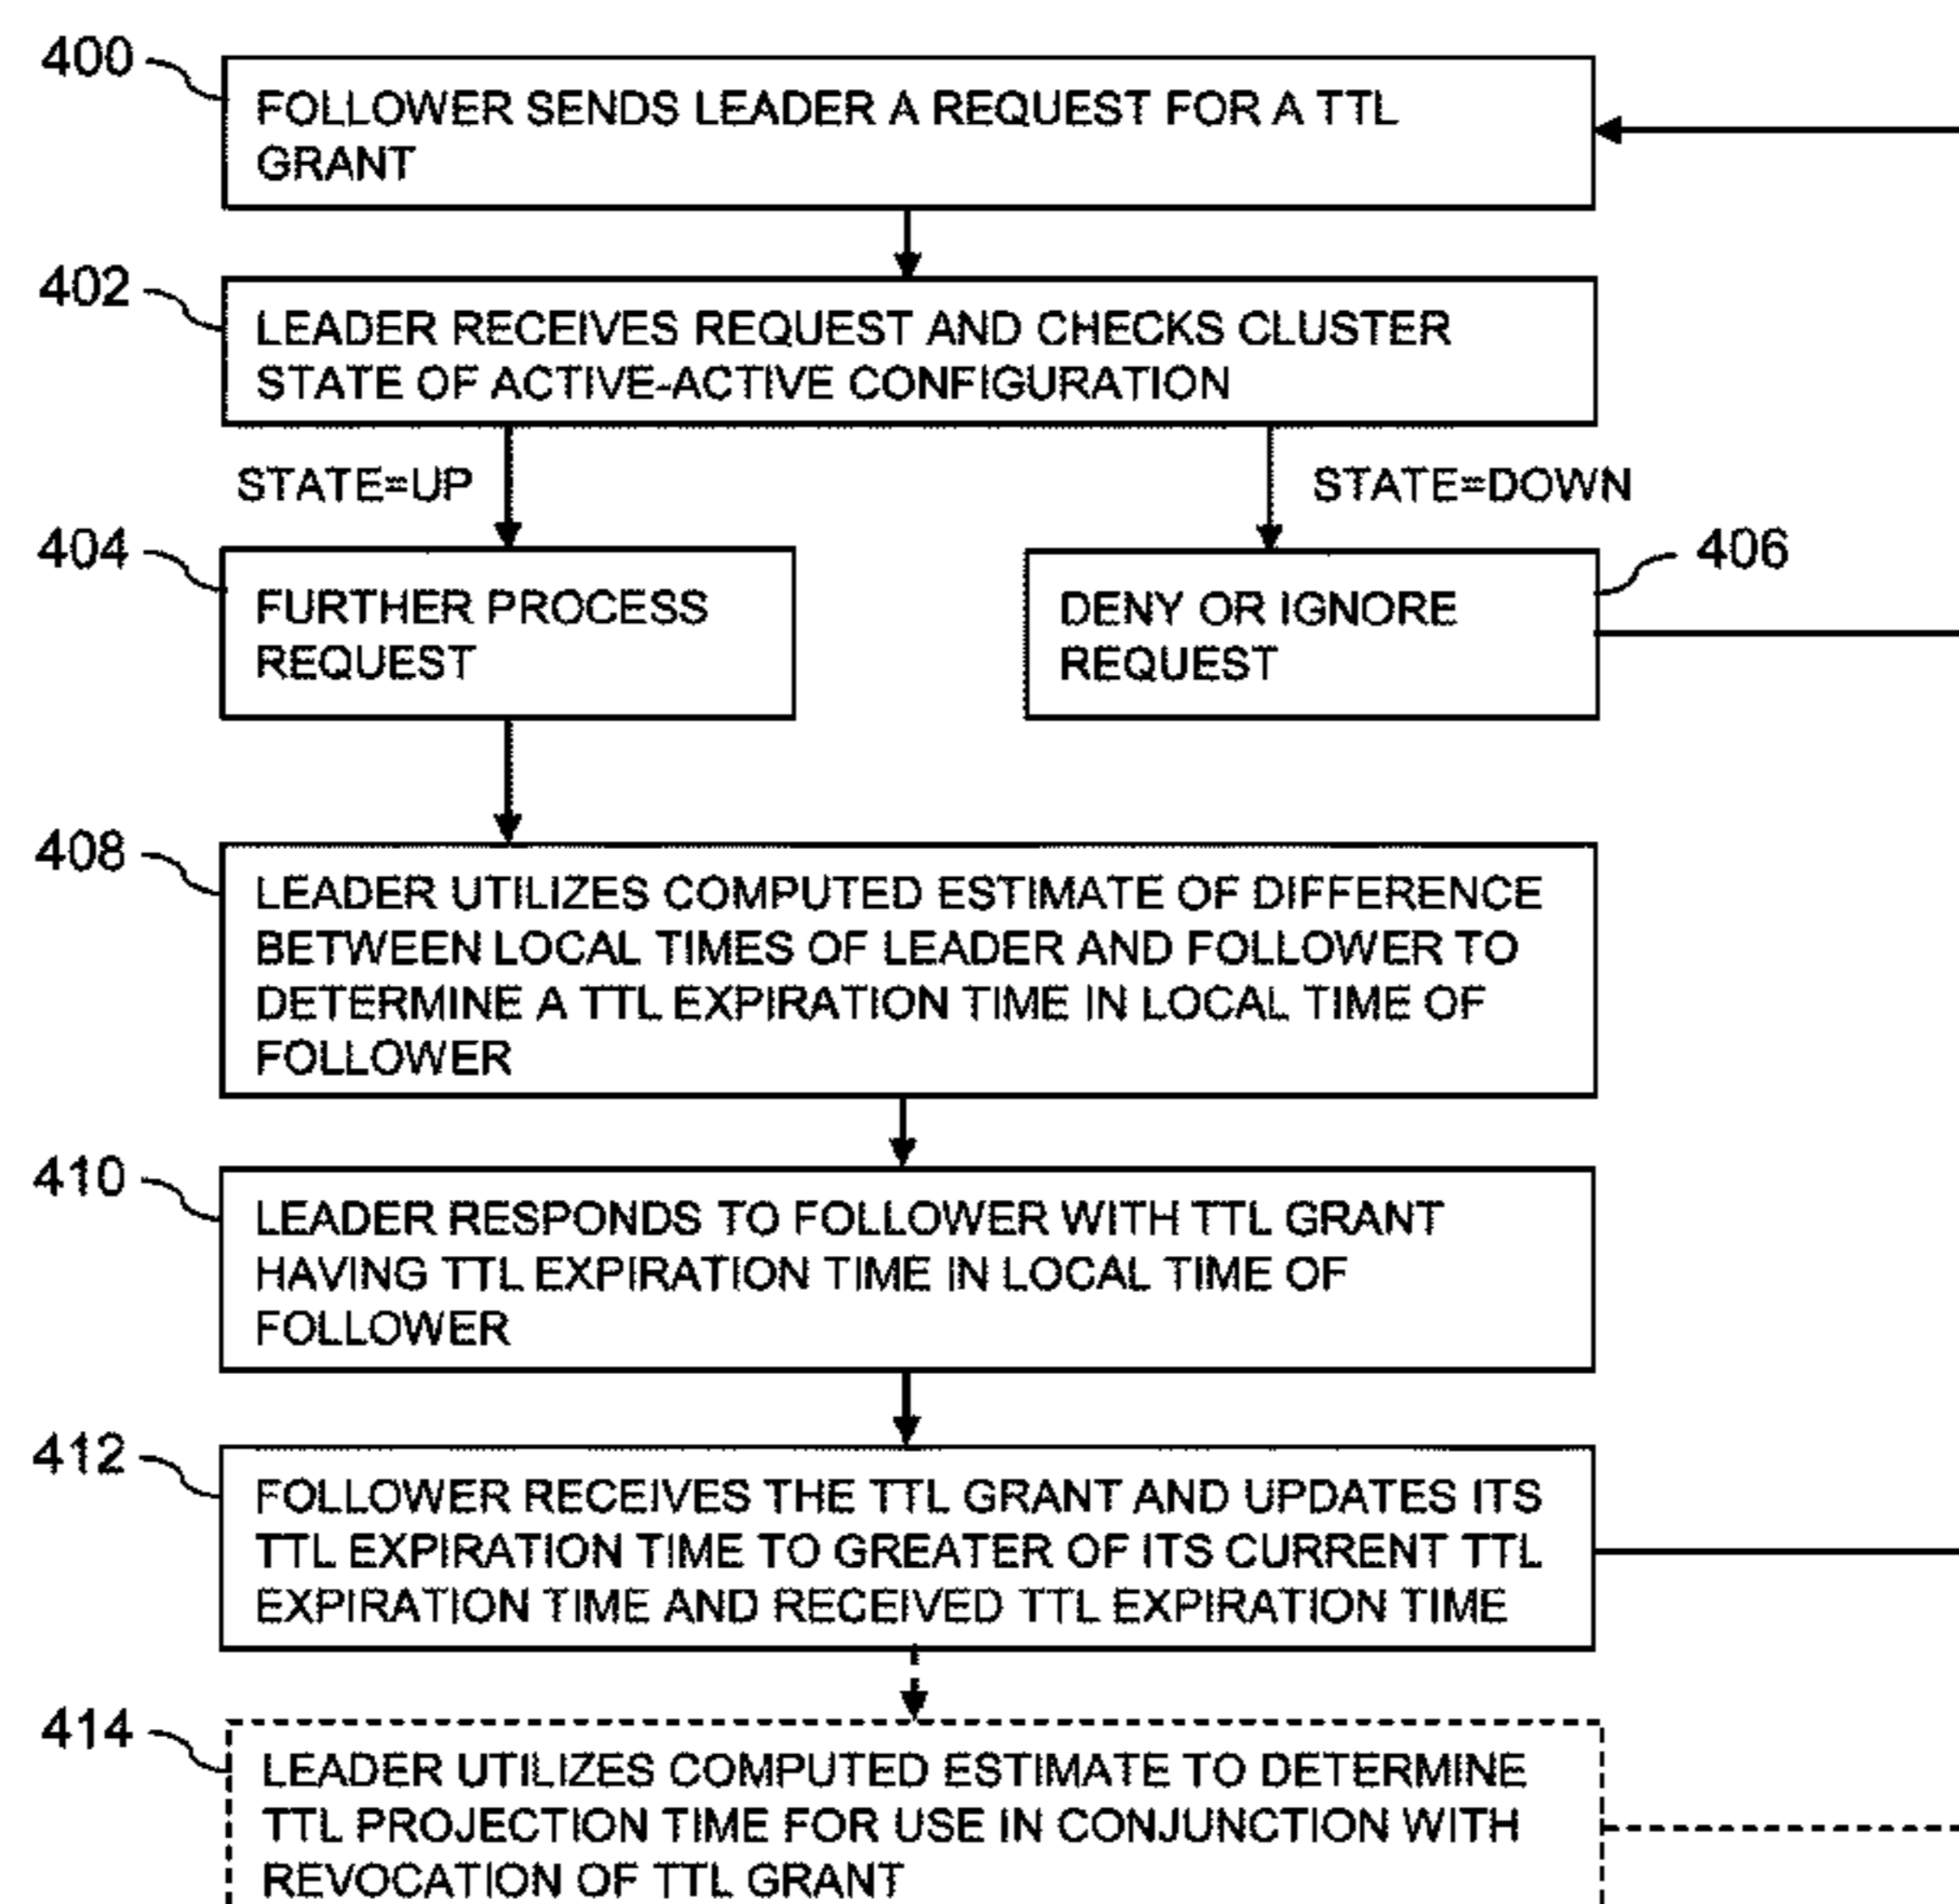 400
FOLLOWER SENDS LEADER A REQUEST FOR A TTL
GRANT
402
LEADER RECEIVES REQUEST AND CHECKS CLUSTER
STATE OF ACTIVE-ACTIVE CONFIGURATION
STATE=UP
STATE=DOWN
404
FURTHER PROCESS
REQUEST
406
DENY OR IGNORE
REQUEST
408
LEADER UTILIZES COMPUTED ESTIMATE OF DIFFERENCE
BETWEEN LOCAL TIMES OF LEADER AND FOLLOWER TO
DETERMINE A TTL EXPIRATION TIME IN LOCAL TIME OF
FOLLOWER
410
LEADER RESPONDS TO FOLLOWER WITH TTL GRANT
HAVING TTL EXPIRATION TIME IN LOCAL TIME OF
FOLLOWER
412
FOLLOWER RECEIVES THE TTL GRANT AND UPDATES ITS
TTL EXPIRATION TIME TO GREATER OF ITS CURRENT TTL
EXPIRATION TIME AND RECEIVED TTL EXPIRATION TIME
414
LEADER UTILIZES COMPUTED ESTIMATE TO DETERMINE
TTL PROJECTION TIME FOR USE IN CONJUNCTION WITH
REVOCATION OF TTL GRANT